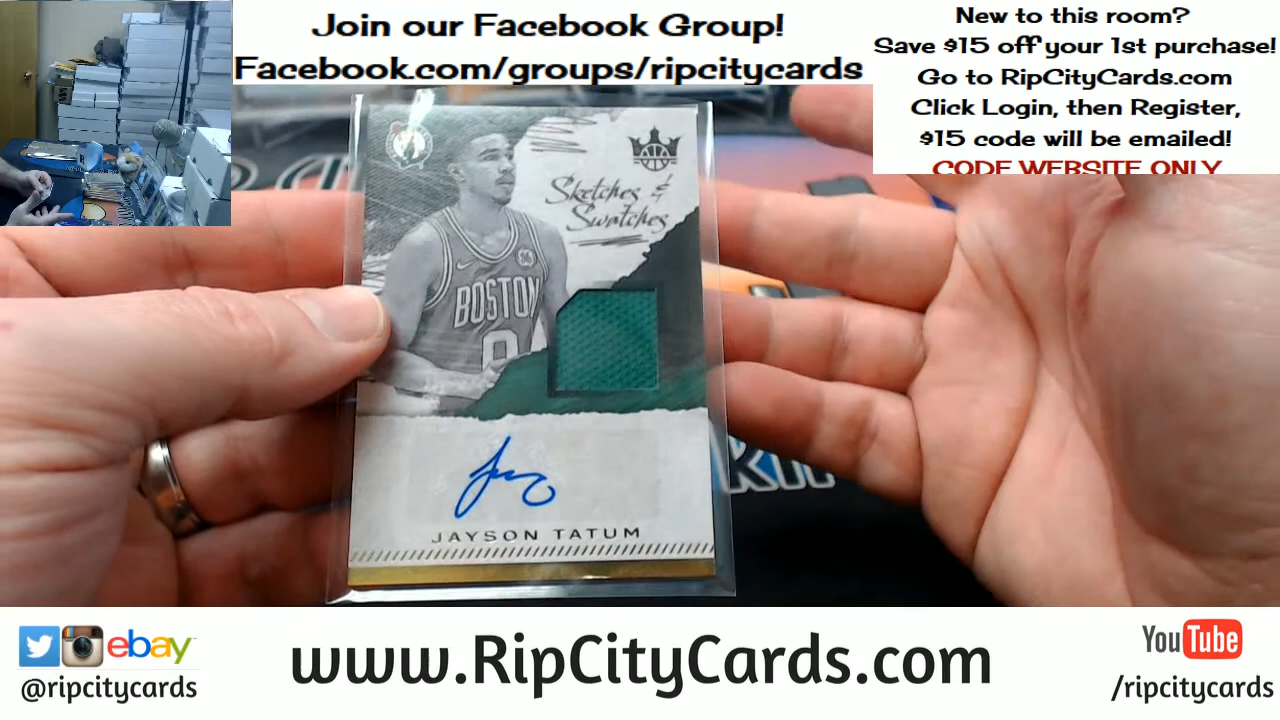 Join our Facebook Group!
Facebook.com/groups/ripcitycards
New to this room?
Save $15 off your 1st purchase!
Go to RipCityCards.com
Click Login, then Register,
$15 code will be emailed!
CODE WEBSITE ONLY
Sketches &
Swatches
GE
BOSTON
JAYSON TATUM
ebay
@ripcitycards
www.RipCityCards.com
YouTube
/ripcitycards